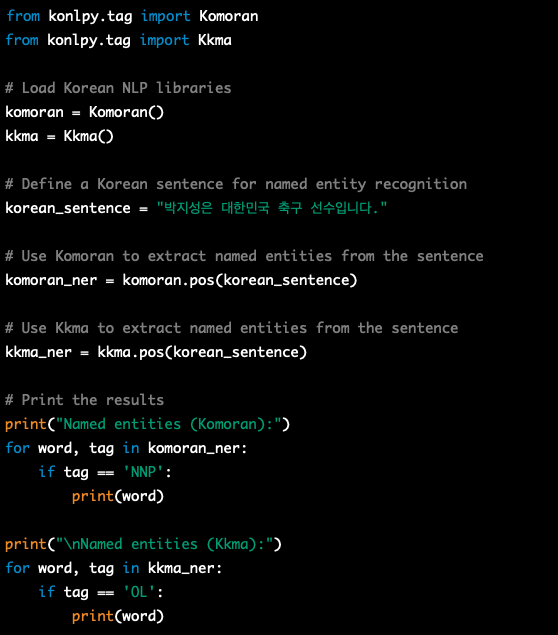 from konlpy.tag import Komoran
from konlpy.tag import Kkma

# Load Korean NLP libraries
komoran = Komoran()
kkma = Kkma()

# Define a Korean sentence for named entity recognition
korean_sentence = "박지성은 대한민국 축구 선수입니다."

# Use Komoran to extract named entities from the sentence
komoran_ner = komoran.pos(korean_sentence)

# Use Kkma to extract named entities from the sentence
kkma_ner = kkma.pos(korean_sentence)

# Print the results
print("Named entities (Komoran):")
for word, tag in komoran_ner:
    if tag == 'NNP':
        print(word)

print("\nNamed entities (Kkma):")
for word, tag in kkma_ner:
    if tag == 'OL':
        print(word)